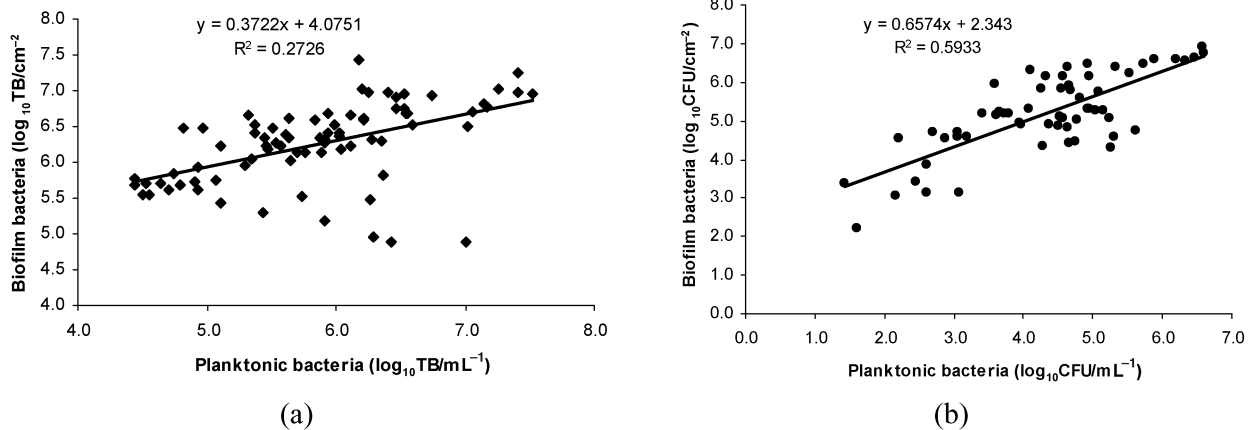 y = 0.3722x + 4.0751
R² = 0.2726
8.0
7.5
7.0
6.5
6.0
5.5
5.0
4.5
4.0
4.0 5.0 6.0 7.0 8.0
Biofilm bacteria (log₁₀TB/cm⁻²
Planktonic bacteria (log₁₀TB/mL⁻¹)
(a)
y = 0.6574x + 2.343
R² = 0.5933
8.0
7.0
6.0
5.0
4.0
3.0
2.0
1.0
0.0
0.0 1.0 2.0 3.0 4.0 5.0 6.0 7.0
Biofilm bacteria (log₁₀CFU/cm⁻²)
Planktonic bacteria (log₁₀CFU/mL⁻¹)
(b)